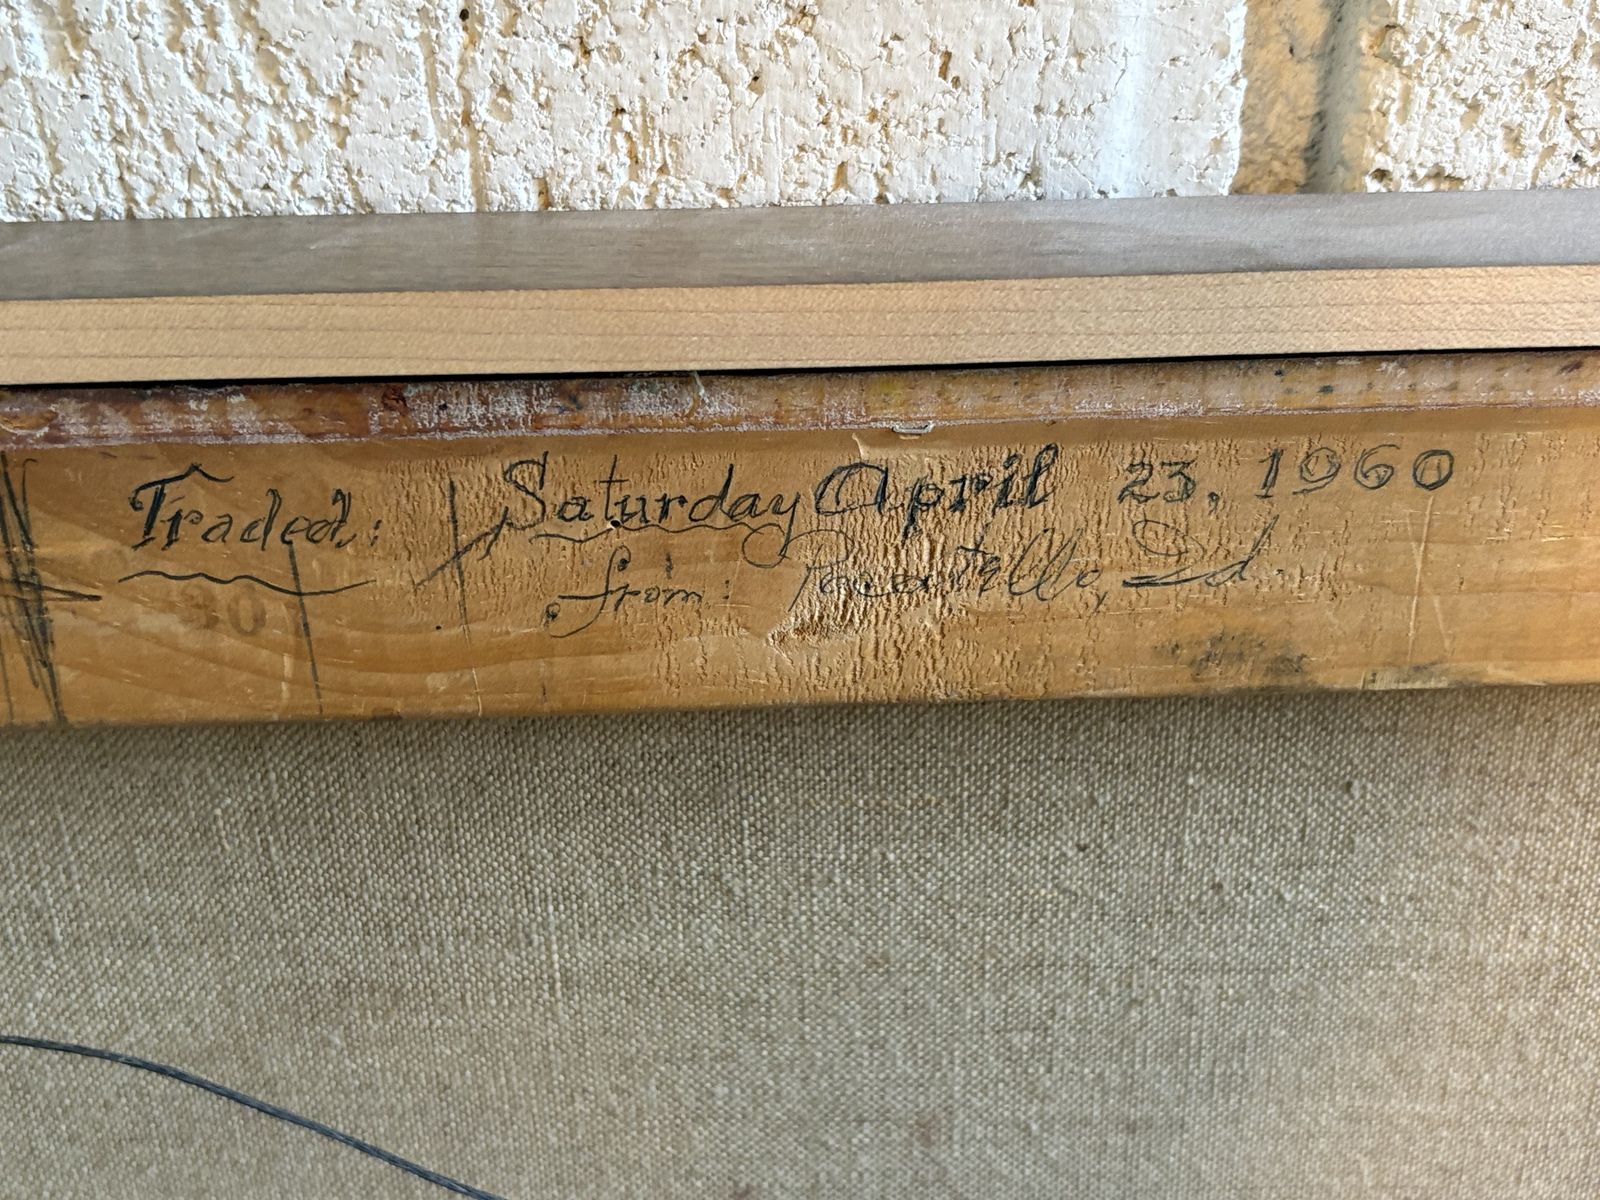 Traded: Saturday April 23, 1960
from: Pocatello, Id.
30